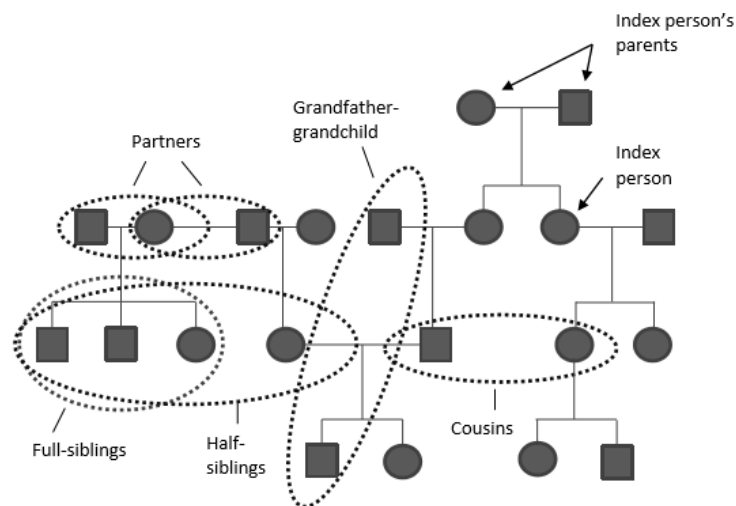 Index person's
parents
Grandfather-
grandchild
Partners
Index
person
Full-siblings
Half-
siblings
Cousins